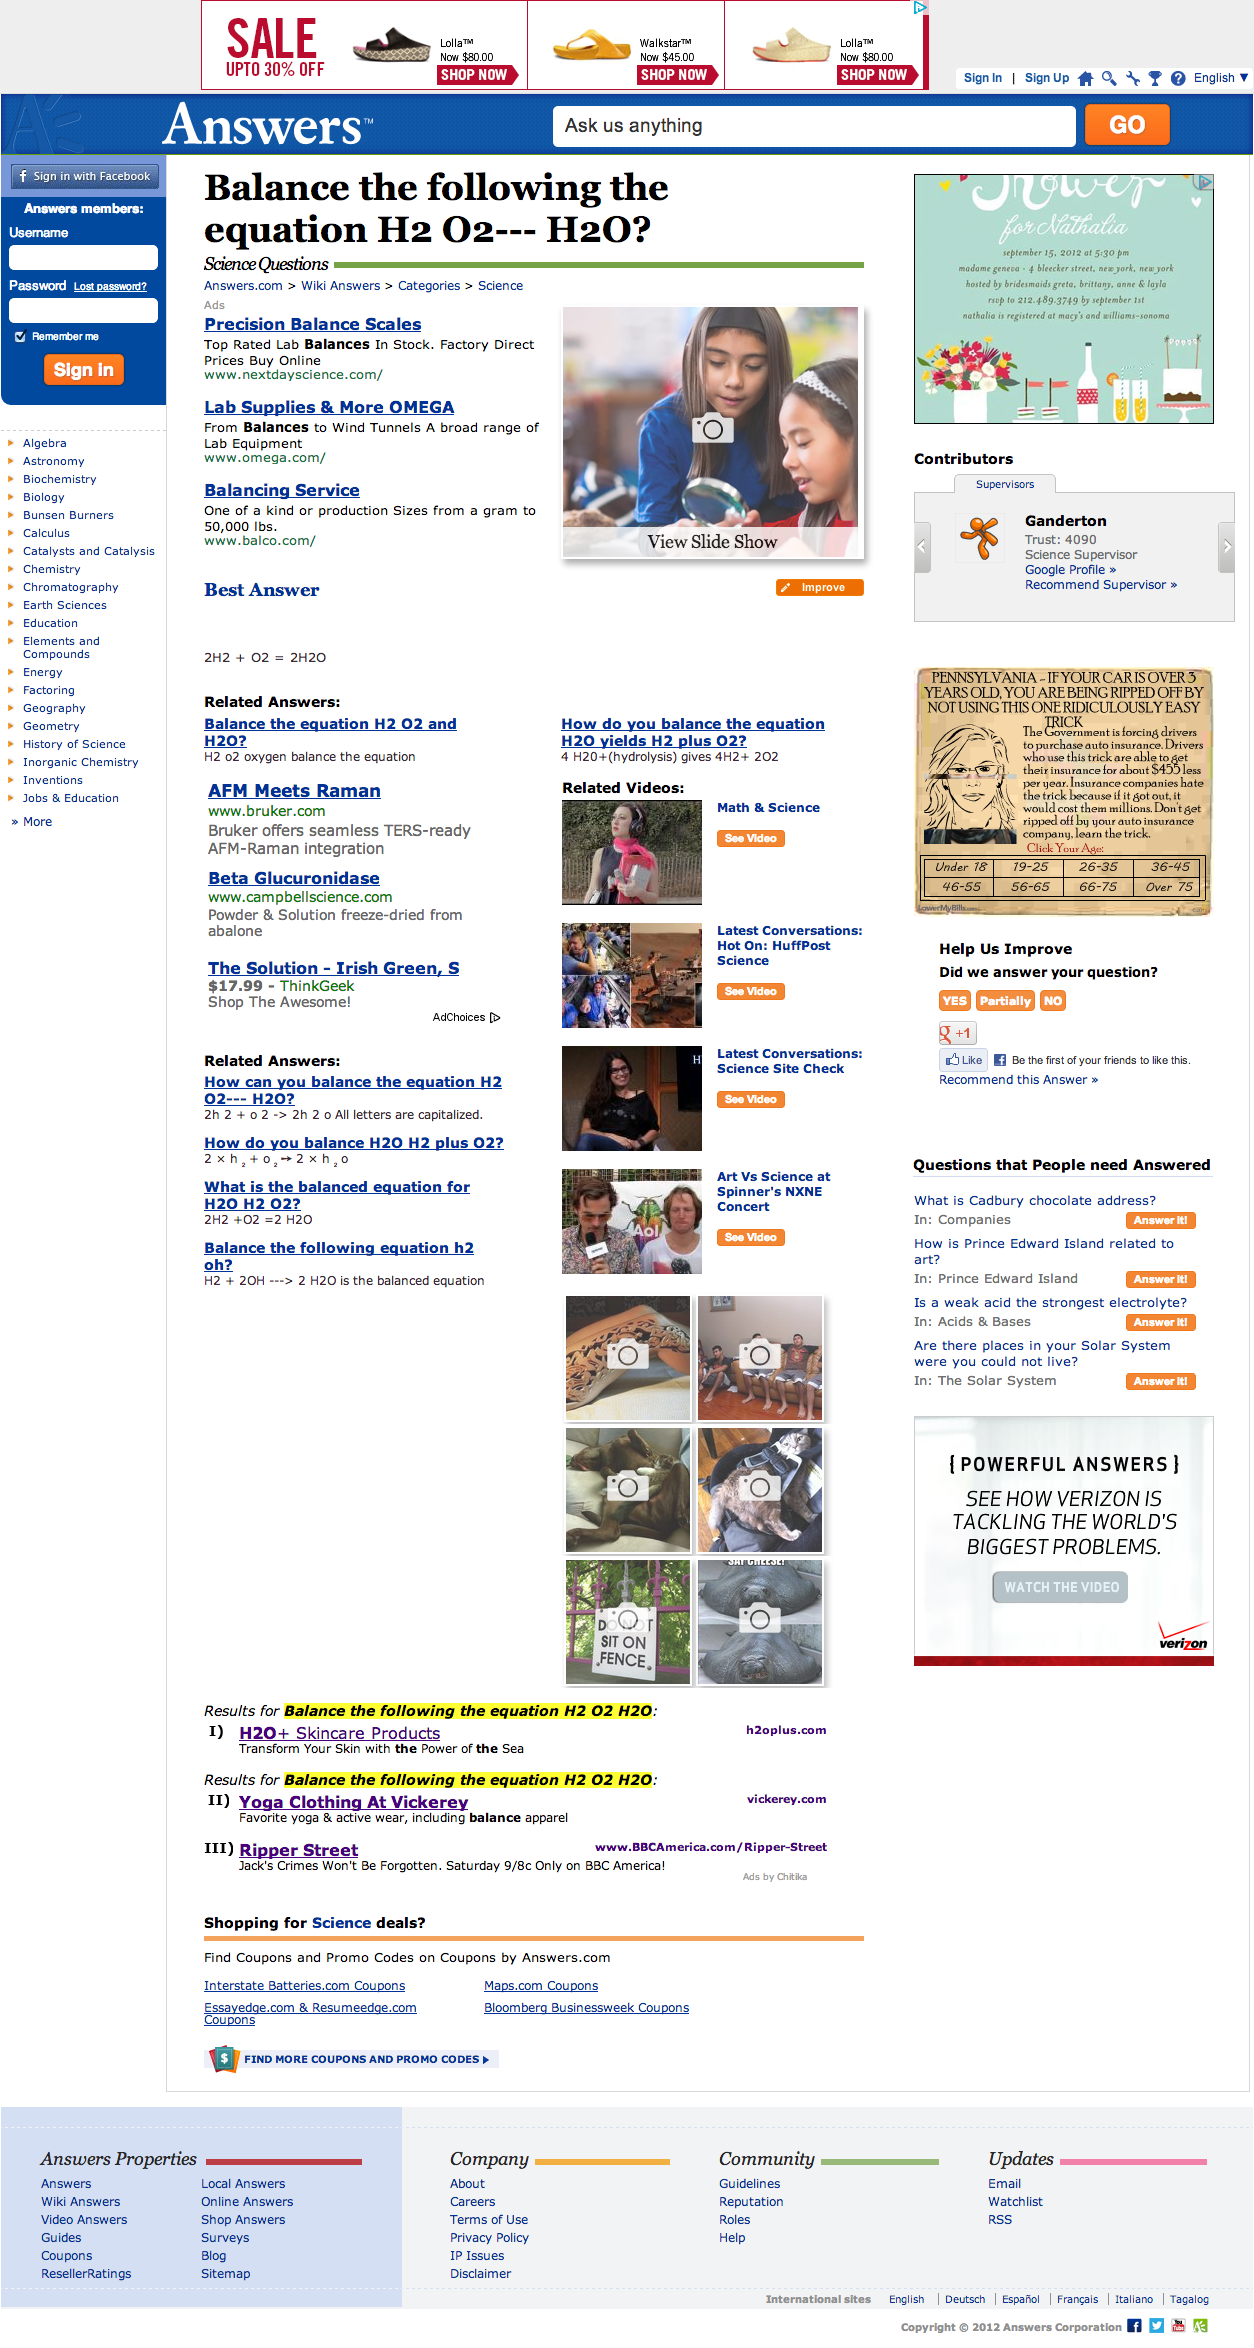 SALE
UPTO 30% OFF
Lolla™
Now $80.00
SHOP NOW
Walkstar™
Now $45.00
SHOP NOW
Lolla™
Now $80.00
SHOP NOW
Sign In | Sign Up
English ▼
Answers™
Ask us anything
GO
Sign in with Facebook
Answers members:
Username
Password Lost password?
Remember me
Sign in
Algebra
Astronomy
Biochemistry
Biology
Bunsen Burners
Calculus
Catalysts and Catalysis
Chemistry
Chromatography
Earth Sciences
Education
Elements and
Compounds
Energy
Factoring
Geography
Geometry
History of Science
Inorganic Chemistry
Inventions
Jobs & Education
» More
Balance the following the
equation H2 O2--- H2O?
Science Questions
Answers.com > Wiki Answers > Categories > Science
Ads
Precision Balance Scales
Top Rated Lab Balances In Stock. Factory Direct
Prices Buy Online
www.nextdayscience.com/
Lab Supplies & More OMEGA
From Balances to Wind Tunnels A broad range of
Lab Equipment
www.omega.com/
Balancing Service
One of a kind or production Sizes from a gram to
50,000 lbs.
www.balco.com/
View Slide Show
Best Answer
Improve
2H2 + O2 = 2H2O
Related Answers:
Balance the equation H2 O2 and
H2O?
H2 o2 oxygen balance the equation
How do you balance the equation
H2O yields H2 plus O2?
4 H20+(hydrolysis) gives 4H2+ 2O2
AFM Meets Raman
www.bruker.com
Bruker offers seamless TERS-ready
AFM-Raman integration
Beta Glucuronidase
www.campbellscience.com
Powder & Solution freeze-dried from
abalone
The Solution - Irish Green, S
$17.99 - ThinkGeek
Shop The Awesome!
AdChoices
Related Answers:
How can you balance the equation H2
O2--- H2O?
2h 2 + o 2 -> 2h 2 o All letters are capitalized.
How do you balance H2O H2 plus O2?
2 × h 2 + o 2 → 2 × h 2 o
What is the balanced equation for
H2O H2 O2?
2H2 +O2 =2 H2O
Balance the following equation h2
oh?
H2 + 2OH ---> 2 H2O is the balanced equation
Related Videos:
Math & Science
See Video
Latest Conversations:
Hot On: HuffPost
Science
See Video
Latest Conversations:
Science Site Check
See Video
Art Vs Science at
Spinner's NXNE
Concert
See Video
Aol
DO NOT
SIT ON
FENCE
SAY CHEESE!
Shower
for Nathalia
september 15, 2012 at 5:30 pm
madame geneva - 4 bleecker street, new york, new york
hosted by bridesmaids greta, brittany, anne & layla
rsvp to 212.489.3749 by september 1st
nathalia is registered at macy's and williams-sonoma
Contributors
Supervisors
Ganderton
Trust: 4090
Science Supervisor
Google Profile »
Recommend Supervisor »
PENNSYLVANIA - IF YOUR CAR IS OVER 3
YEARS OLD, YOU ARE BEING RIPPED OFF BY
NOT USING THIS ONE RIDICULOUSLY EASY
TRICK
The Government is forcing drivers
to purchase auto insurance. Drivers
who use this trick are able to get
their insurance for about $455 less
per year. Insurance companies hate
the trick because if it got out, it
would cost them millions. Don't get
ripped off by your auto insurance
company, learn the trick.
Click Your Age:
Under 18 19-25 26-35 36-45
46-55 56-65 66-75 Over 75
LowerMyBills.com
Help Us Improve
Did we answer your question?
YES Partially NO
g +1
Like Be the first of your friends to like this.
Recommend this Answer »
Questions that People need Answered
What is Cadbury chocolate address?
In: Companies Answer it!
How is Prince Edward Island related to
art?
In: Prince Edward Island Answer it!
Is a weak acid the strongest electrolyte?
In: Acids & Bases Answer it!
Are there places in your Solar System
were you could not live?
In: The Solar System Answer it!
{ POWERFUL ANSWERS }
SEE HOW VERIZON IS
TACKLING THE WORLD'S
BIGGEST PROBLEMS.
WATCH THE VIDEO
verizon
Results for Balance the following the equation H2 O2 H2O:
I) H2O+ Skincare Products h2oplus.com
Transform Your Skin with the Power of the Sea
Results for Balance the following the equation H2 O2 H2O:
II) Yoga Clothing At Vickerey vickerey.com
Favorite yoga & active wear, including balance apparel
III) Ripper Street www.BBCAmerica.com/Ripper-Street
Jack's Crimes Won't Be Forgotten. Saturday 9/8c Only on BBC America!
Ads by Chitika
Shopping for Science deals?
Find Coupons and Promo Codes on Coupons by Answers.com
Interstate Batteries.com Coupons
Maps.com Coupons
Essayedge.com & Resumeedge.com
Coupons
Bloomberg Businessweek Coupons
FIND MORE COUPONS AND PROMO CODES
Answers Properties
Answers
Wiki Answers
Video Answers
Guides
Coupons
ResellerRatings
Local Answers
Online Answers
Shop Answers
Surveys
Blog
Sitemap
Company
About
Careers
Terms of Use
Privacy Policy
IP Issues
Disclaimer
Community
Guidelines
Reputation
Roles
Help
Updates
Email
Watchlist
RSS
International sites English | Deutsch | Español | Français | Italiano | Tagalog
Copyright © 2012 Answers Corporation